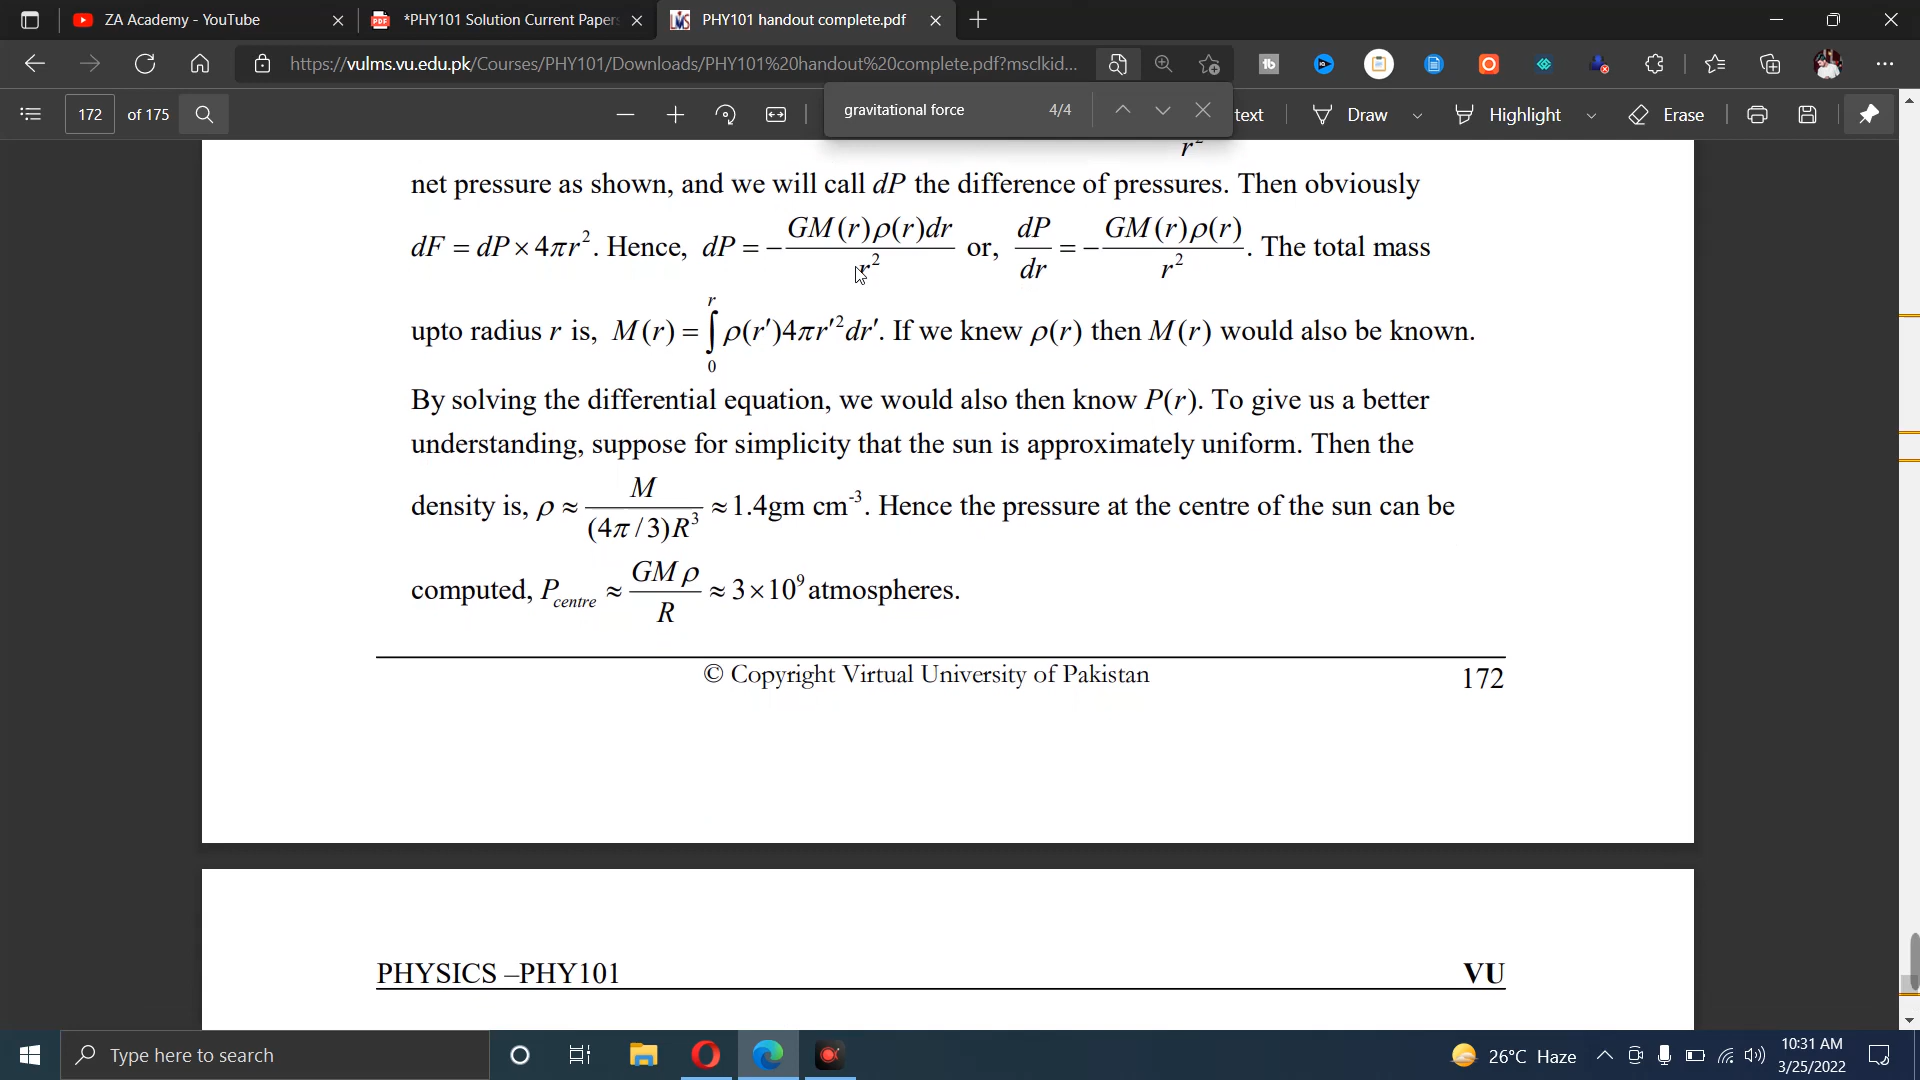 ZA Academy - YouTube
*PHY101 Solution Current Paper
PHY101 handout complete.pdf
https://vulms.vu.edu.pk/Courses/PHY101/Downloads/PHY101%20handout%20complete.pdf?msclkid...
172 of 175
gravitational force 4/4
text Draw Highlight Erase
r²
net pressure as shown, and we will call dP the difference of pressures. Then obviously
dF = dP × 4πr². Hence, dP = −GM(r)ρ(r)dr/r² or, dP/dr = −GM(r)ρ(r)/r². The total mass
upto radius r is, M(r) = ∫₀ʳ ρ(r′)4πr′²dr′. If we knew ρ(r) then M(r) would also be known.
By solving the differential equation, we would also then know P(r). To give us a better
understanding, suppose for simplicity that the sun is approximately uniform. Then the
density is, ρ ≈ M/(4π/3)R³ ≈ 1.4gm cm⁻³. Hence the pressure at the centre of the sun can be
computed, P_centre ≈ GMρ/R ≈ 3×10⁹ atmospheres.
© Copyright Virtual University of Pakistan 172
PHYSICS –PHY101 VU
Type here to search
26°C Haze
10:31 AM
3/25/2022